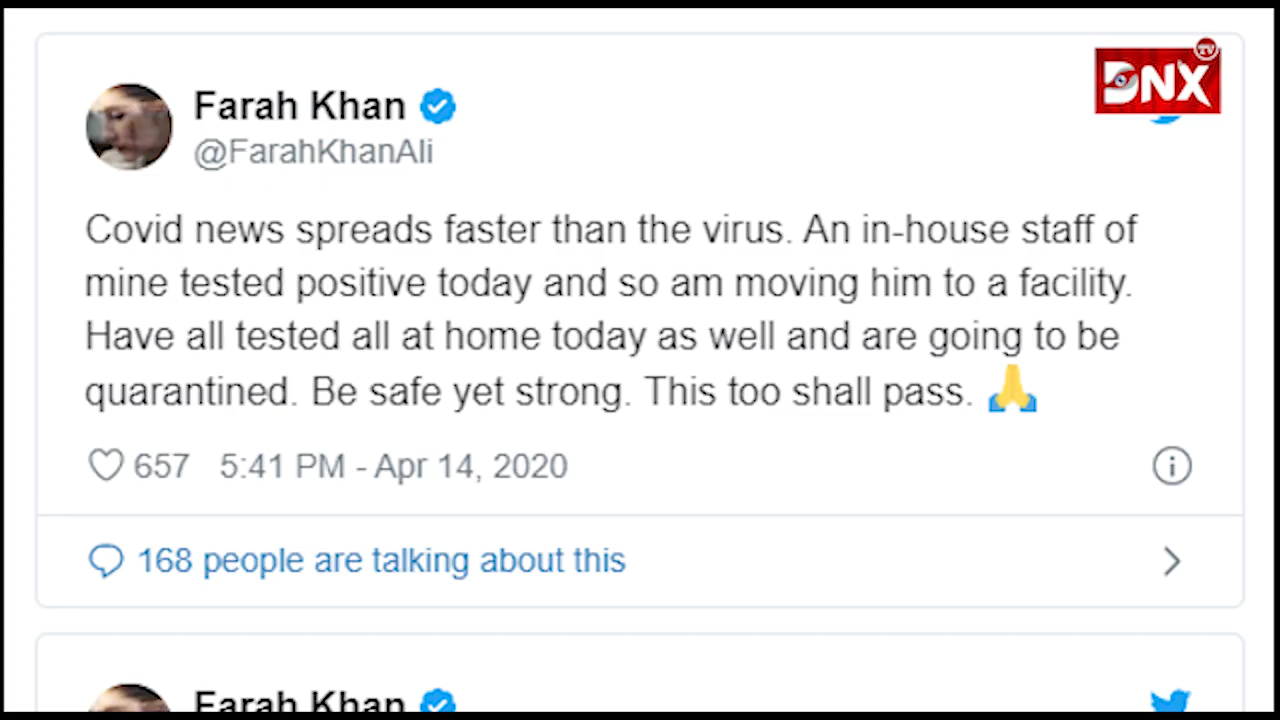 DNX TV
Farah Khan
@FarahKhanAli
Covid news spreads faster than the virus. An in-house staff of
mine tested positive today and so am moving him to a facility.
Have all tested all at home today as well and are going to be
quarantined. Be safe yet strong. This too shall pass. 🙏
657 5:41 PM - Apr 14, 2020
168 people are talking about this
Farah Khan